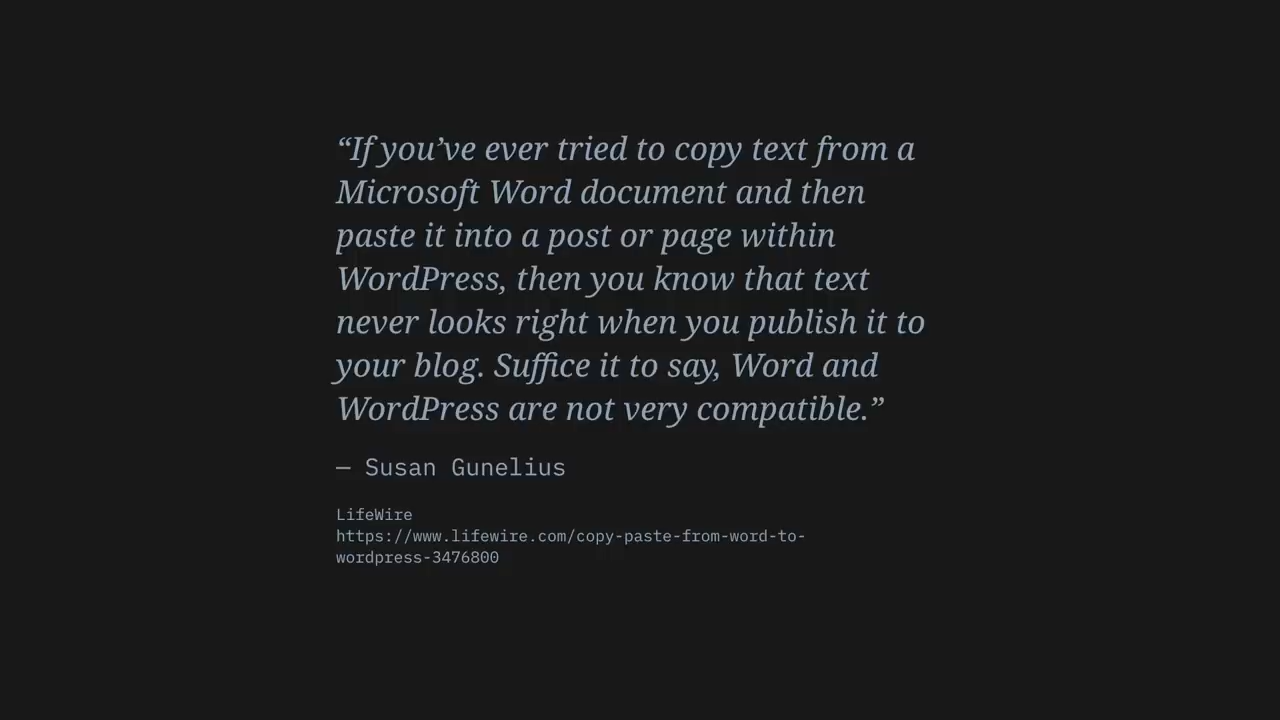 “If you’ve ever tried to copy text from a
Microsoft Word document and then
paste it into a post or page within
WordPress, then you know that text
never looks right when you publish it to
your blog. Suffice it to say, Word and
WordPress are not very compatible.”
— Susan Gunelius
LifeWire
https://www.lifewire.com/copy-paste-from-word-to-
wordpress-3476800